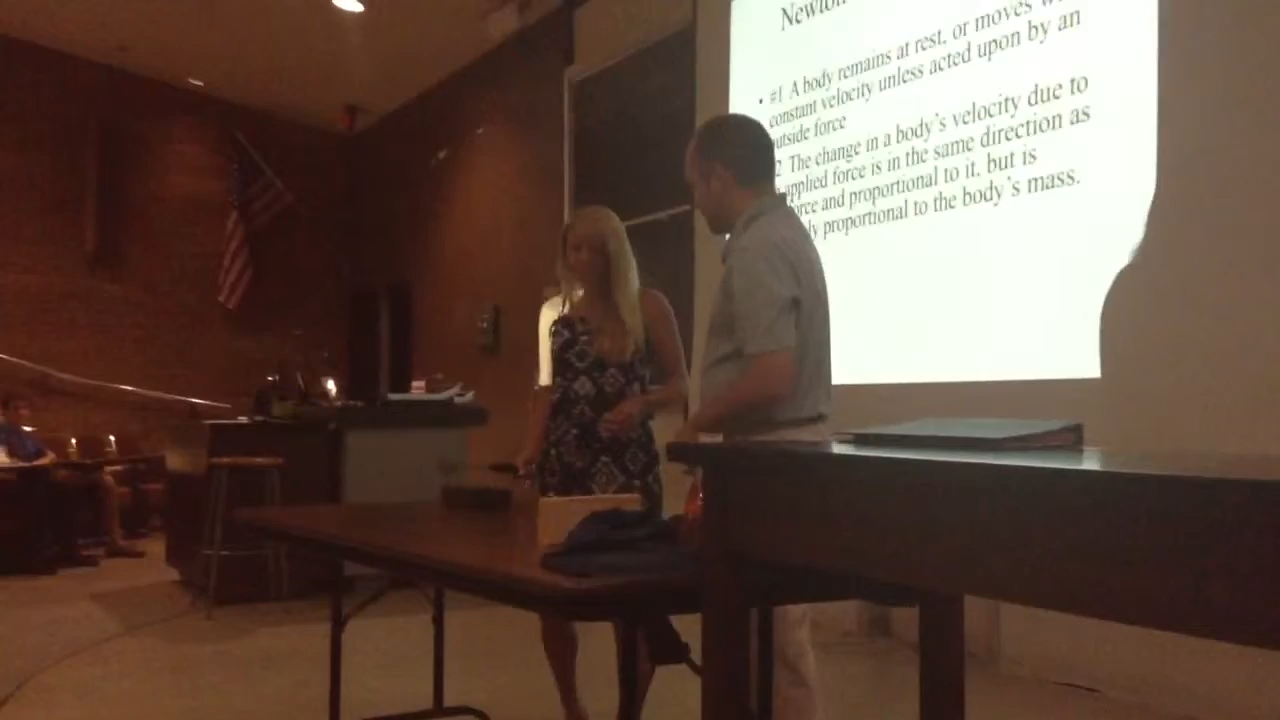 Newton
• #1 A body remains at rest, or moves
constant velocity unless acted upon by an
outside force
2 The change in a body's velocity due to
applied force is in the same direction as
force and proportional to it, but is
ly proportional to the body's mass.